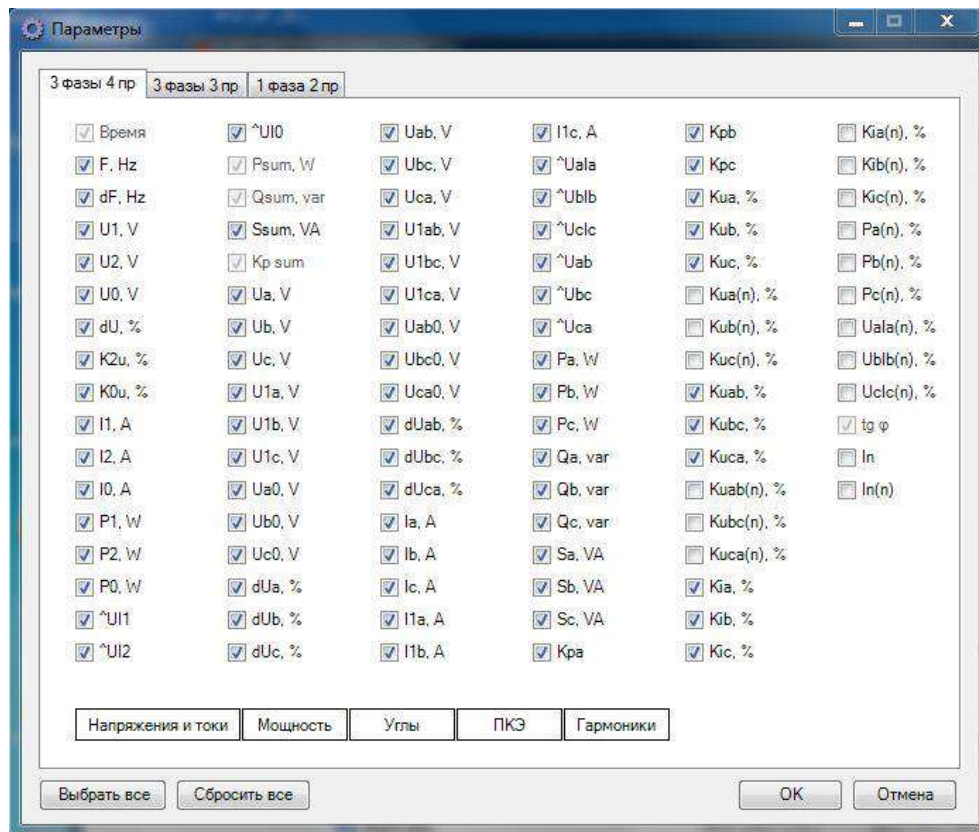 Параметры
3 фазы 4 пр 3 фазы 3 пр 1 фаза 2 пр
Время ^UI0 Uab, V I1c, A Kpb Kia(n), %
F, Hz Psum, W Ubc, V ^UaIa Kpc Kib(n), %
dF, Hz Qsum, var Uca, V ^UbIb Kua, % Kic(n), %
U1, V Ssum, VA U1ab, V ^UcIc Kub, % Pa(n), %
U2, V Kp sum U1bc, V ^Uab Kuc, % Pb(n), %
U0, V Ua, V U1ca, V ^Ubc Kua(n), % Pc(n), %
dU, % Ub, V Uab0, V ^Uca Kub(n), % UaIa(n), %
K2u, % Uc, V Ubc0, V Pa, W Kuc(n), % UbIb(n), %
K0u, % U1a, V Uca0, V Pb, W Kuab, % UcIc(n), %
I1, A U1b, V dUab, % Pc, W Kubc, % tg φ
I2, A U1c, V dUbc, % Qa, var Kuca, % In
I0, A Ua0, V dUca, % Qb, var Kuab(n), % In(n)
P1, W Ub0, V Ia, A Qc, var Kubc(n), %
P2, W Uc0, V Ib, A Sa, VA Kuca(n), %
P0, W dUa, % Ic, A Sb, VA Kia, %
^UI1 dUb, % I1a, A Sc, VA Kib, %
^UI2 dUc, % I1b, A Kpa Kic, %
Напряжения и токи Мощность Углы ПКЭ Гармоники
Выбрать все Сбросить все OK Отмена